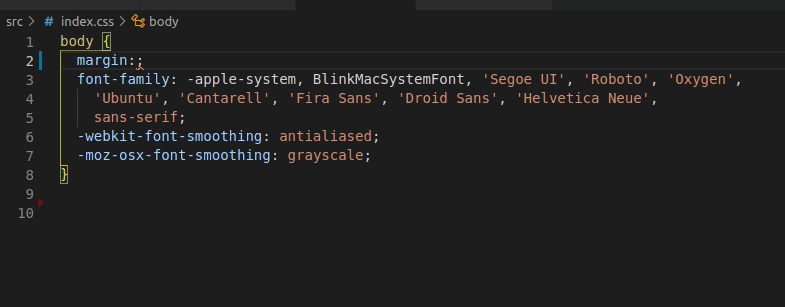 src > # index.css > body
1 body {
2 margin:;
3 font-family: -apple-system, BlinkMacSystemFont, 'Segoe UI', 'Roboto', 'Oxygen',
4 'Ubuntu', 'Cantarell', 'Fira Sans', 'Droid Sans', 'Helvetica Neue',
5 sans-serif;
6 -webkit-font-smoothing: antialiased;
7 -moz-osx-font-smoothing: grayscale;
8 }
9
10